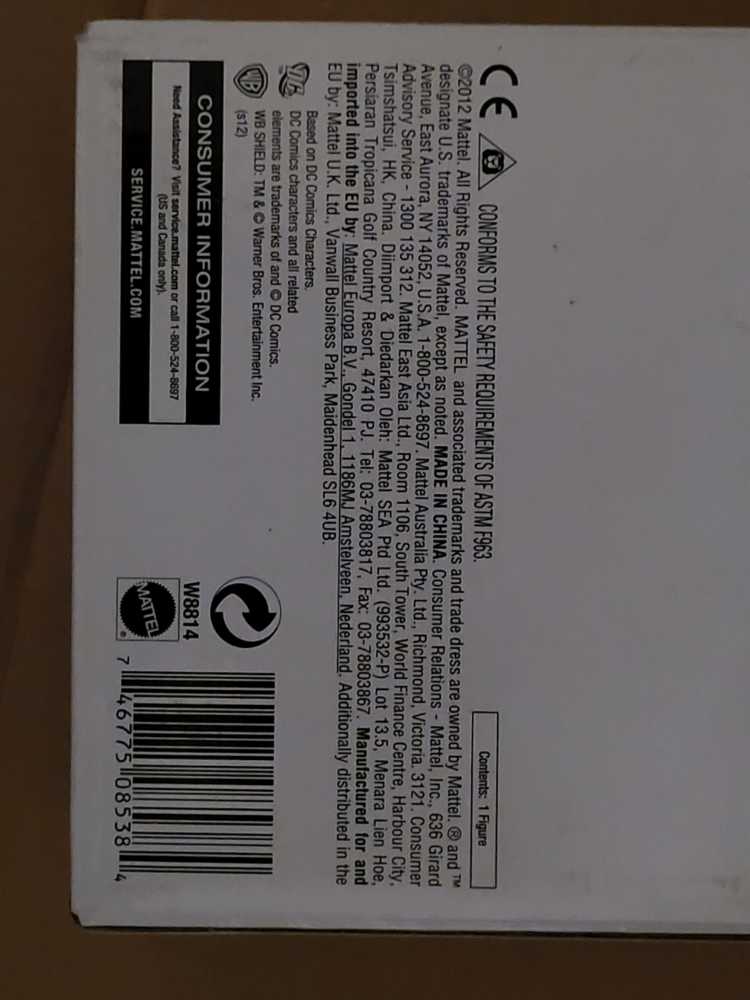 CE CONFORMS TO THE SAFETY REQUIREMENTS OF ASTM F963.
Contents: 1 Figure
©2012 Mattel. All Rights Reserved. MATTEL and associated trademarks and trade dress are owned by Mattel. ® and ™
designate U.S. trademarks of Mattel, except as noted. MADE IN CHINA. Consumer Relations - Mattel, Inc., 636 Girard
Avenue, East Aurora, NY 14052, U.S.A. 1-800-524-8697. Mattel Australia Pty. Ltd., Richmond, Victoria. 3121. Consumer
Advisory Service - 1300 135 312. Mattel East Asia Ltd., Room 1106, South Tower, World Finance Centre, Harbour City,
Tsimshatsui, HK, China. Diimport & Diedarkan Oleh: Mattel SEA Ptd Ltd. (993532-P) Lot 13.5, Menara Lien Hoe,
Persiaran Tropicana Golf Country Resort, 47410 PJ. Tel: 03-78803817, Fax: 03-78803867. Manufactured for and
imported into the EU by: Mattel Europa B.V., Gondel 1, 1186MJ Amstelveen, Nederland. Additionally distributed in the
EU by: Mattel U.K. Ltd., Vanwall Business Park, Maidenhead SL6 4UB.
Based on DC Comics Characters.
DC Comics characters and all related
elements are trademarks of and © DC Comics.
WB SHIELD: TM & © Warner Bros. Entertainment Inc.
(s12)
DC
WB
CONSUMER INFORMATION
Need Assistance? Visit service.mattel.com or call 1-800-524-8697
(US and Canada only).
SERVICE.MATTEL.COM
W8814
MATTEL®
7 46775 08538 4